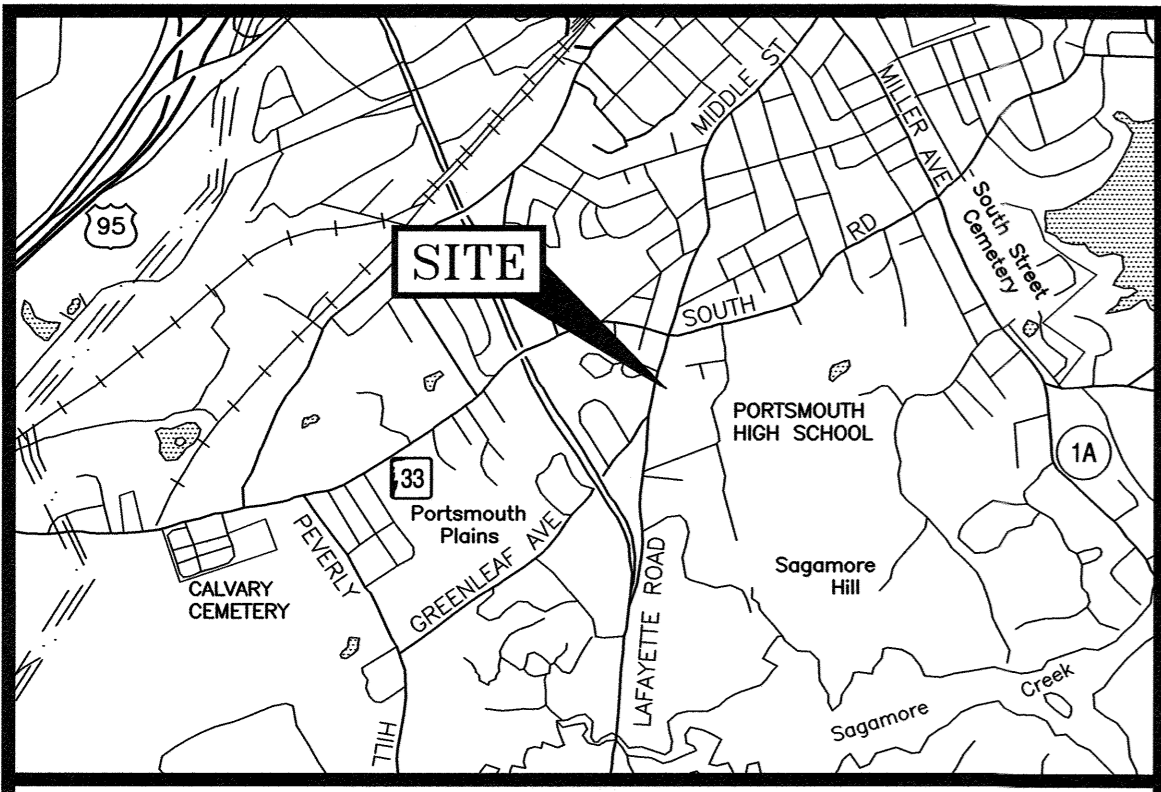 MIDDLE ST
MILLER AVE
95
South Street
Cemetery
RD
SITE
SOUTH
PORTSMOUTH
HIGH SCHOOL
1A
33
Portsmouth
Plains
PEVERLY
HILL
GREENLEAF AVE
CALVARY
CEMETERY
LAFAYETTE ROAD
Sagamore
Hill
Sagamore
Creek